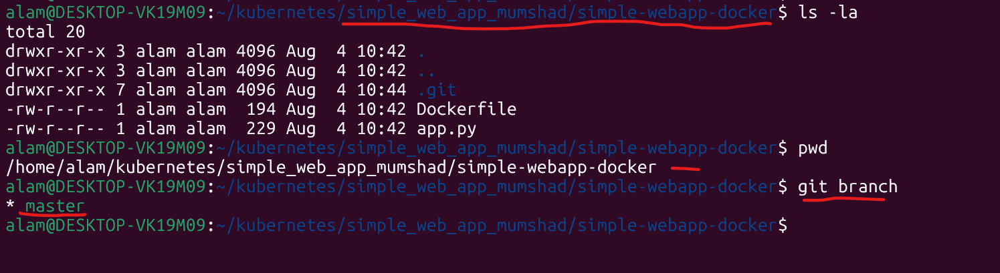 alam@DESKTOP-VK19M09:~/kubernetes/simple_web_app_mumshad/simple-webapp-docker$ ls -la
total 20
drwxr-xr-x 3 alam alam 4096 Aug  4 10:42 .
drwxr-xr-x 3 alam alam 4096 Aug  4 10:42 ..
drwxr-xr-x 7 alam alam 4096 Aug  4 10:44 .git
-rw-r--r-- 1 alam alam  194 Aug  4 10:42 Dockerfile
-rw-r--r-- 1 alam alam  229 Aug  4 10:42 app.py
alam@DESKTOP-VK19M09:~/kubernetes/simple_web_app_mumshad/simple-webapp-docker$ pwd
/home/alam/kubernetes/simple_web_app_mumshad/simple-webapp-docker
alam@DESKTOP-VK19M09:~/kubernetes/simple_web_app_mumshad/simple-webapp-docker$ git branch
* master
alam@DESKTOP-VK19M09:~/kubernetes/simple_web_app_mumshad/simple-webapp-docker$